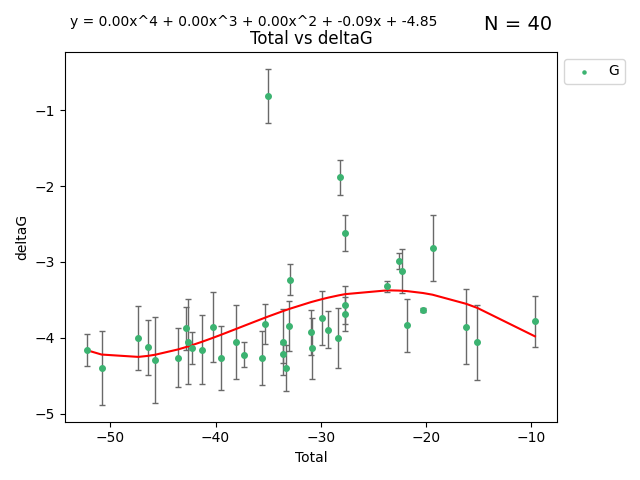 y = 0.00x^4 + 0.00x^3 + 0.00x^2 + -0.09x + -4.85
N = 40
Total vs deltaG
G
−1
−2
−3
−4
−5
deltaG
−50
−40
−30
−20
−10
Total